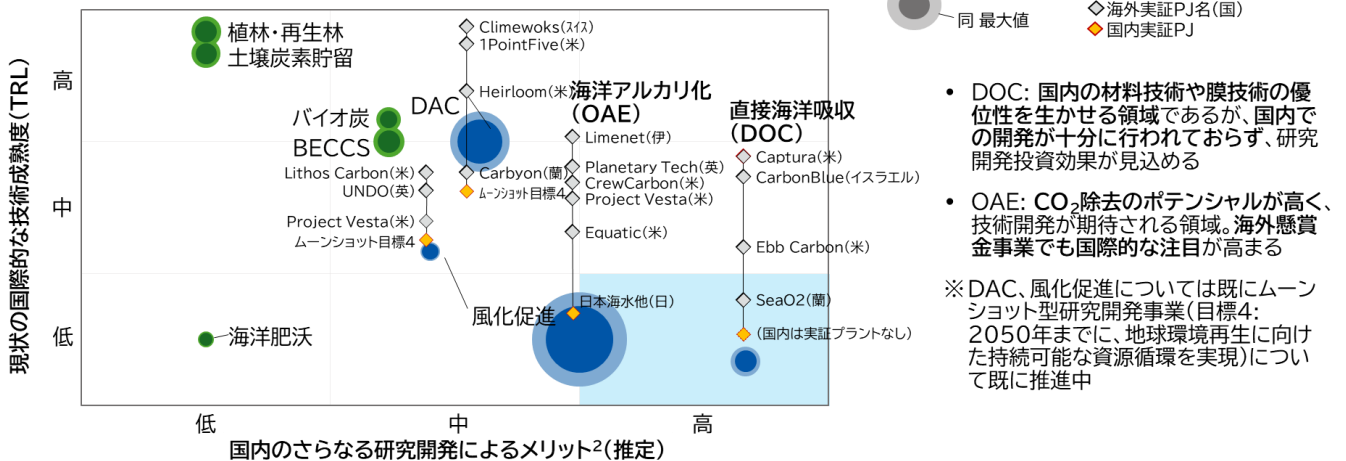 同 最大値
海外実証PJ名(国)
国内実証PJ
現状の国際的な技術成熟度(TRL)
高
中
低
植林・再生林
土壌炭素貯留
バイオ炭
BECCS
海洋肥沃
Lithos Carbon(米)
UNDO(英)
Project Vesta(米)
ムーンショット目標4
風化促進
DAC
Climewoks(スイス)
1PointFive(米)
Heirloom(米)
Carbyon(蘭)
ムーンショット目標4
海洋アルカリ化
(OAE)
Limenet(伊)
Planetary Tech(英)
CrewCarbon(米)
Project Vesta(米)
Equatic(米)
日本海水他(日)
直接海洋吸収
(DOC)
Captura(米)
CarbonBlue(イスラエル)
Ebb Carbon(米)
SeaO2(蘭)
(国内は実証プラントなし)
低
中
高
国内のさらなる研究開発によるメリット²(推定)
• DOC: 国内の材料技術や膜技術の優
位性を生かせる領域であるが、国内で
の開発が十分に行われておらず、研究
開発投資効果が見込める
• OAE: CO₂除去のポテンシャルが高く、
技術開発が期待される領域。海外懸賞
金事業でも国際的な注目が高まる
※DAC、風化促進については既にムーン
ショット型研究開発事業(目標4:
2050年までに、地球環境再生に向け
た持続可能な資源循環を実現)につい
て既に推進中